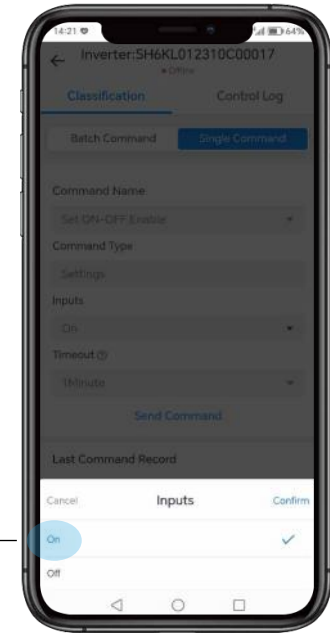 14:21
64%
Inverter:SH6KL012310C00017
Offline
Classification
Control Log
Batch Command
Single Command
Command Name
Set ON-OFF Enable
Command Type
Settings
Inputs
On
Timeout
1Minute
Send Command
Last Command Record
Cancel
Inputs
Confirm
On
Off